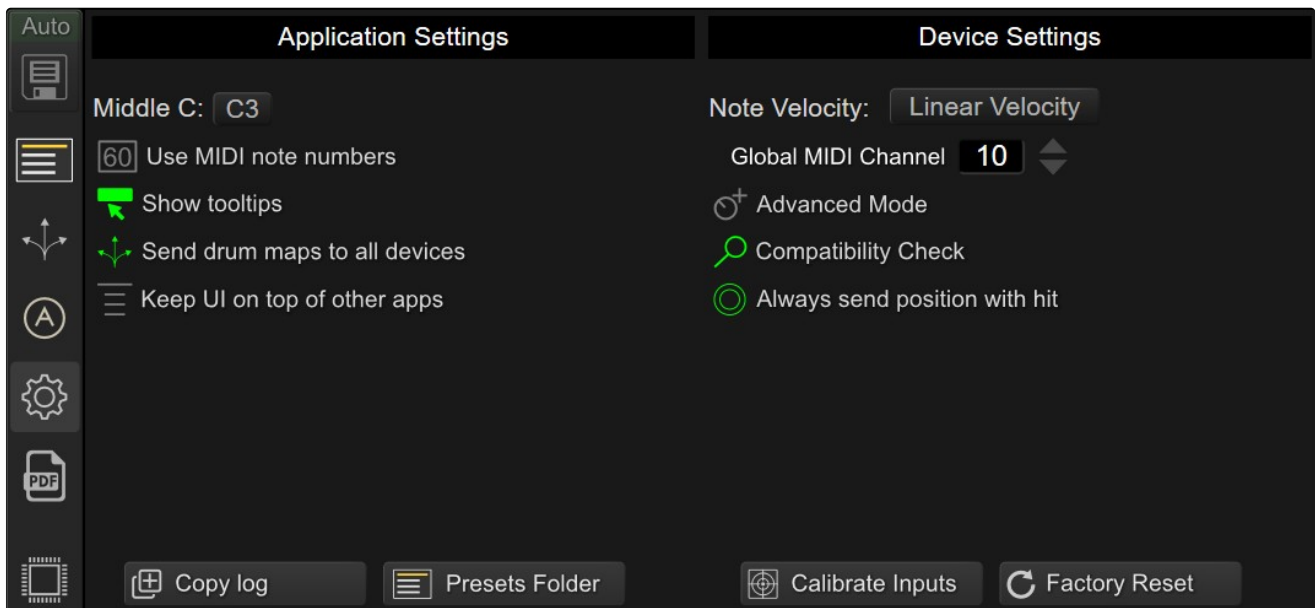 Auto
Application Settings
Device Settings
Middle C: C3
Note Velocity: Linear Velocity
60 Use MIDI note numbers
Global MIDI Channel 10
Show tooltips
Advanced Mode
Send drum maps to all devices
Compatibility Check
Keep UI on top of other apps
Always send position with hit
A
PDF
Copy log
Presets Folder
Calibrate Inputs
Factory Reset